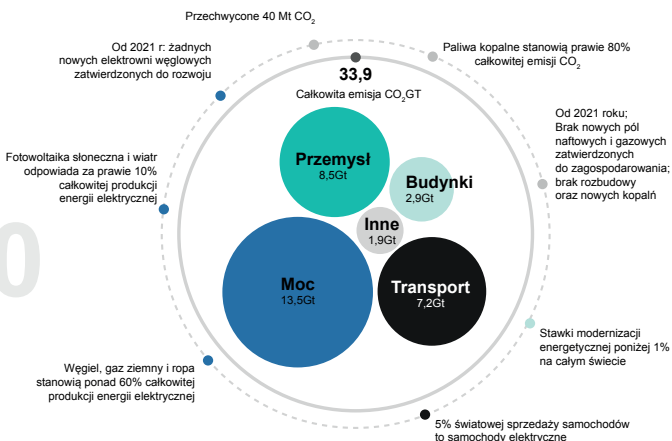 Przechwycone 40 Mt CO₂
Od 2021 r: żadnych
nowych elektrowni węglowych
zatwierdzonych do rozwoju
Paliwa kopalne stanowią prawie 80%
całkowitej emisji CO₂
33,9
Całkowita emisja CO₂GT
Od 2021 roku;
Brak nowych pól
naftowych i gazowych
zatwierdzonych
do zagospodarowania;
brak rozbudowy
oraz nowych kopalń
Fotowoltaika słoneczna i wiatr
odpowiada za prawie 10%
całkowitej produkcji
energii elektrycznej
Przemysł
8,5Gt
Budynki
2,9Gt
Inne
1,9Gt
0
Moc
13,5Gt
Transport
7,2Gt
Stawki modernizacji
energetycznej poniżej 1%
na całym świecie
Węgiel, gaz ziemny i ropa
stanowią ponad 60% całkowitej
produkcji energii elektrycznej
5% światowej sprzedaży samochodów
to samochody elektryczne